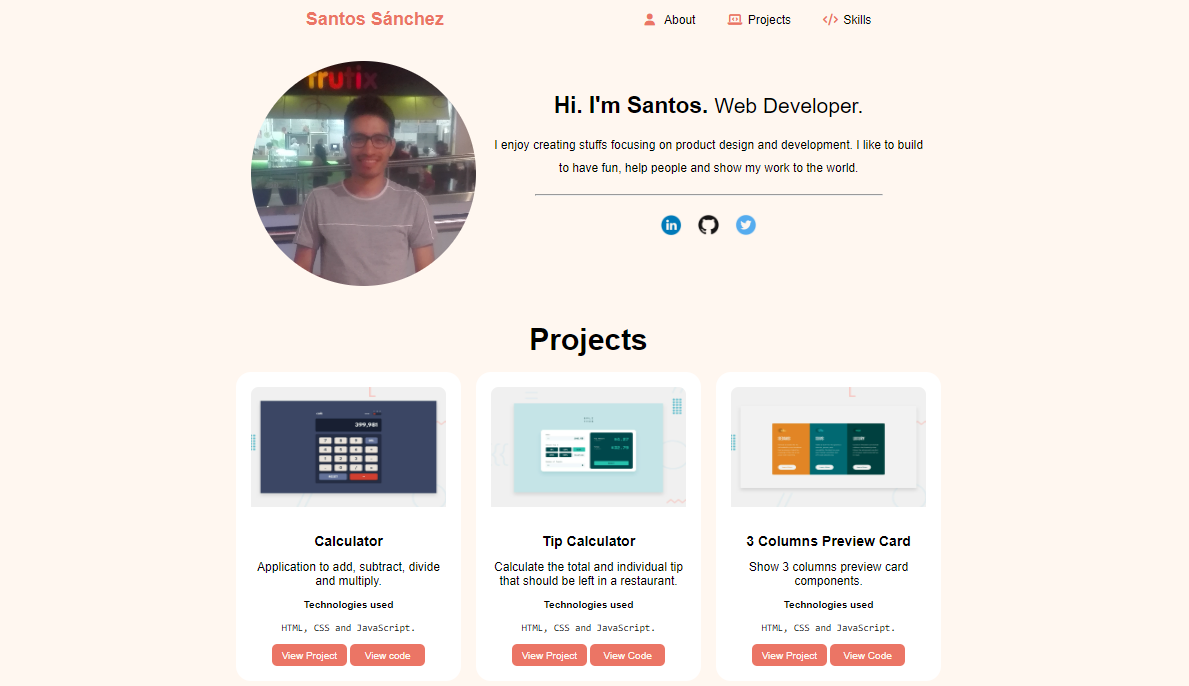 Santos Sánchez
About
Projects
Skills
frutix
Hi. I'm Santos. Web Developer.
I enjoy creating stuffs focusing on product design and development. I like to build
to have fun, help people and show my work to the world.
in
Projects
399,981
Calculator
Application to add, subtract, divide
and multiply.
Technologies used
HTML, CSS and JavaScript.
View Project
View code
Tip Calculator
Calculate the total and individual tip
that should be left in a restaurant.
Technologies used
HTML, CSS and JavaScript.
View Project
View Code
3 Columns Preview Card
Show 3 columns preview card
components.
Technologies used
HTML, CSS and JavaScript.
View Project
View Code